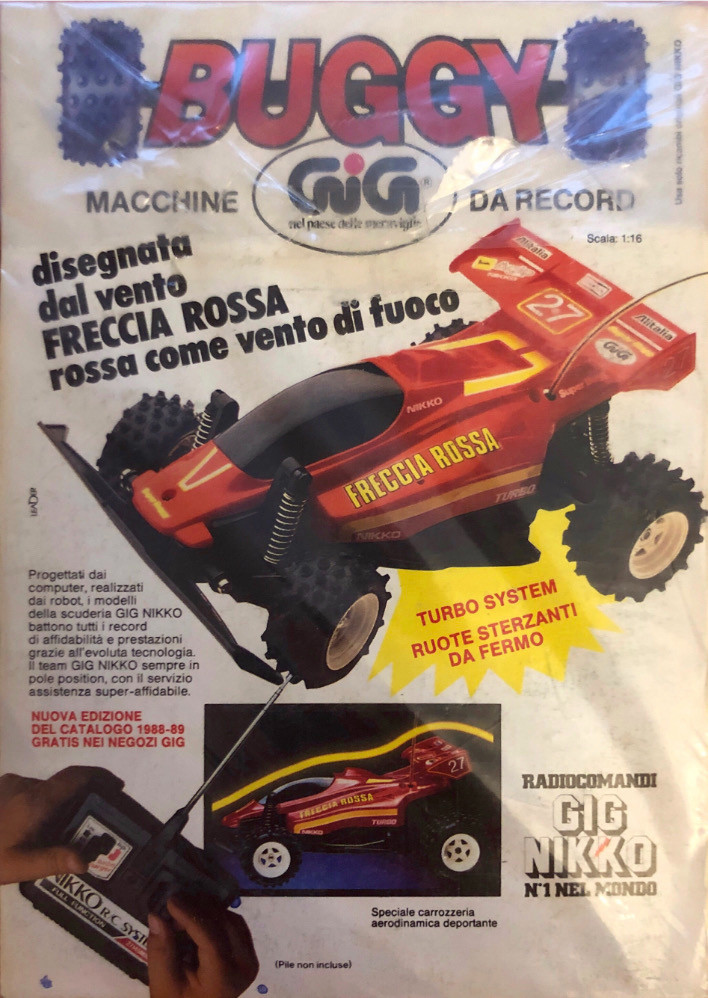 BUGGY
MACCHINE
GiG®
nel paese delle meraviglie
DA RECORD
Scala: 1:16
disegnata
dal vento
FRECCIA ROSSA
rossa come vento di fuoco
Alitalia
27
Alitalia
GiG
NIKKO
FRECCIA ROSSA
TURBO
NIKKO
LEADER
Progettati dai
computer, realizzati
dai robot, i modelli
della scuderia GIG NIKKO
battono tutti i record
di affidabilità e prestazioni
grazie all'evoluta tecnologia.
Il team GIG NIKKO sempre in
pole position, con il servizio
assistenza super-affidabile.
TURBO SYSTEM
RUOTE STERZANTI
DA FERMO
NUOVA EDIZIONE
DEL CATALOGO 1988-89
GRATIS NEI NEGOZI GIG
27
FRECCIA ROSSA
NIKKO
TURBO
RADIOCOMANDI
GIG
NIKKO
N°1 NEL MONDO
NIKKO R/C SYSTEM
FULL FUNCTION
Speciale carrozzeria
aerodinamica deportante
(Pile non incluse)